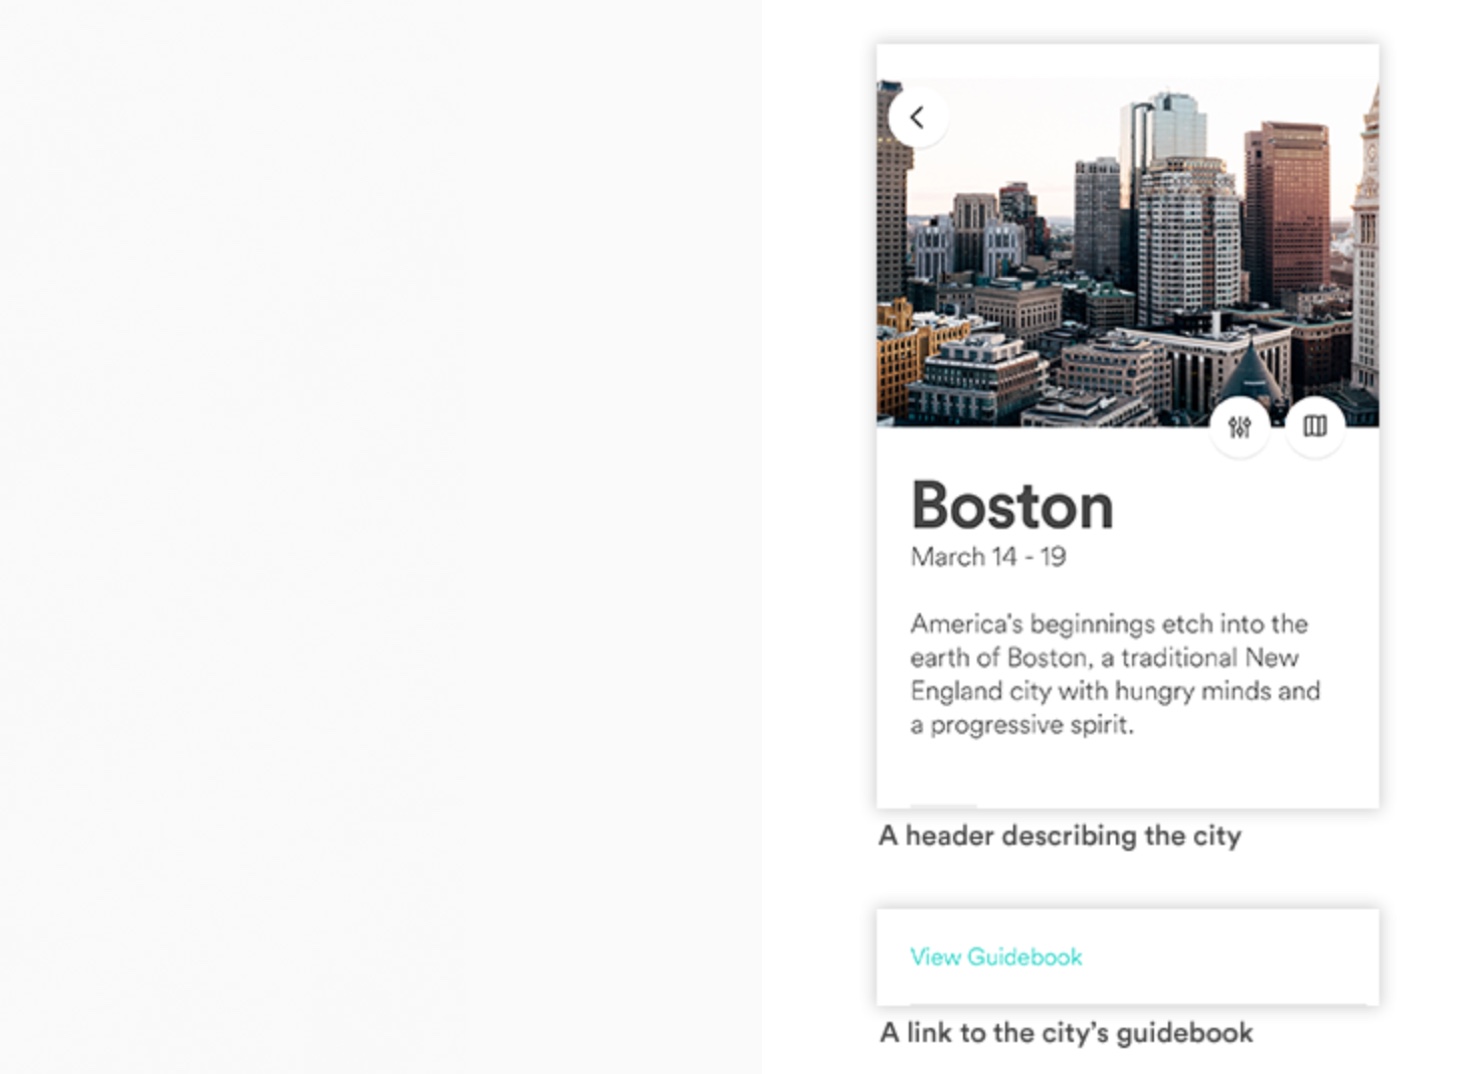 Boston
March 14 - 19
America's beginnings etch into the
earth of Boston, a traditional New
England city with hungry minds and
a progressive spirit.
A header describing the city
View Guidebook
A link to the city’s guidebook